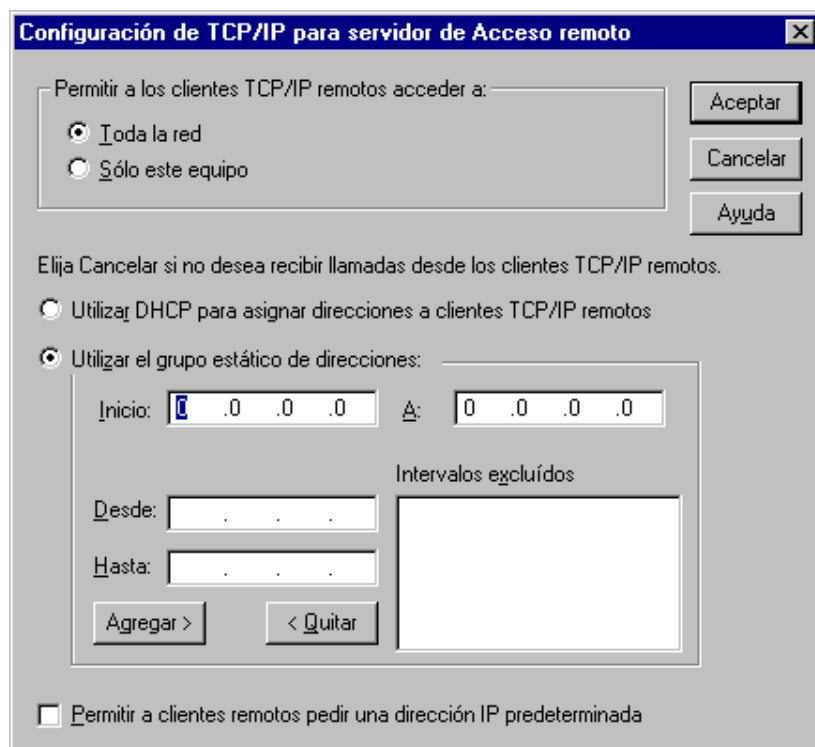 Configuración de TCP/IP para servidor de Acceso remoto
Permitir a los clientes TCP/IP remotos acceder a:
Toda la red
Sólo este equipo
Aceptar
Cancelar
Ayuda
Elija Cancelar si no desea recibir llamadas desde los clientes TCP/IP remotos.
Utilizar DHCP para asignar direcciones a clientes TCP/IP remotos
Utilizar el grupo estático de direcciones:
Inicio: 0 .0 .0 .0 A: 0 .0 .0 .0
Intervalos excluídos
Desde: . . .
Hasta: . . .
Agregar > < Quitar
Permitir a clientes remotos pedir una dirección IP predeterminada